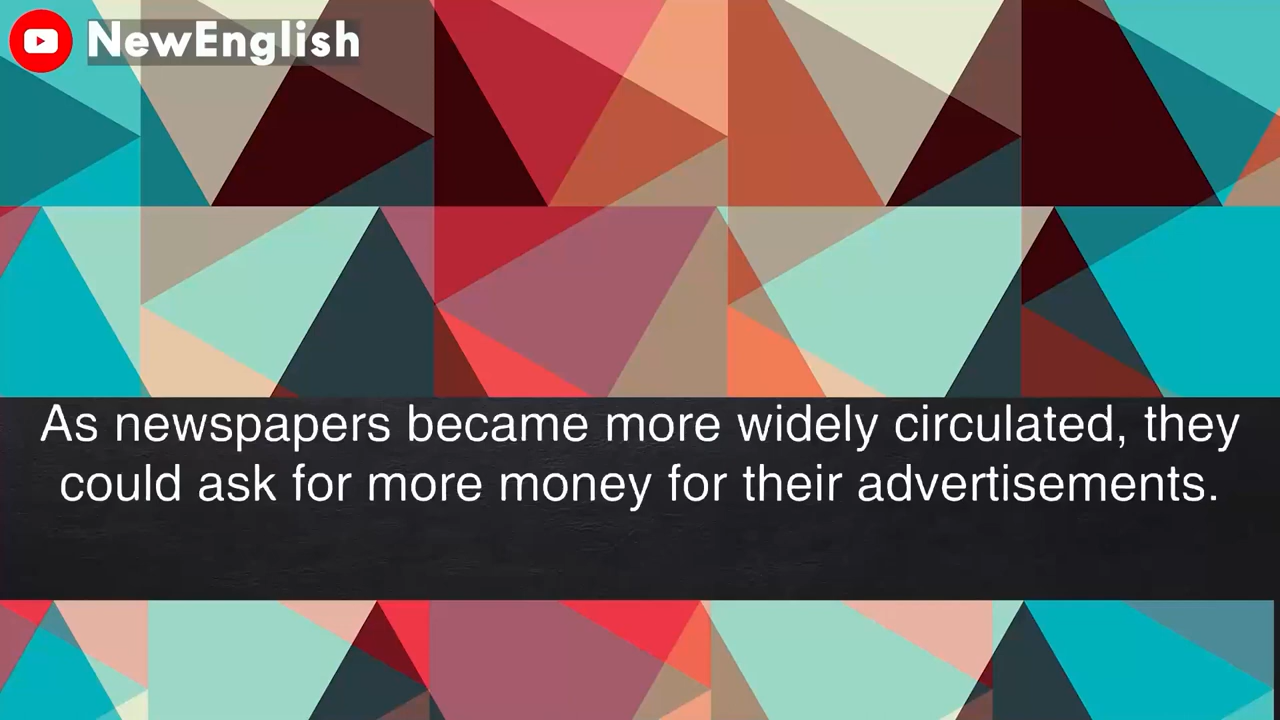 NewEnglish
As newspapers became more widely circulated, they
could ask for more money for their advertisements.